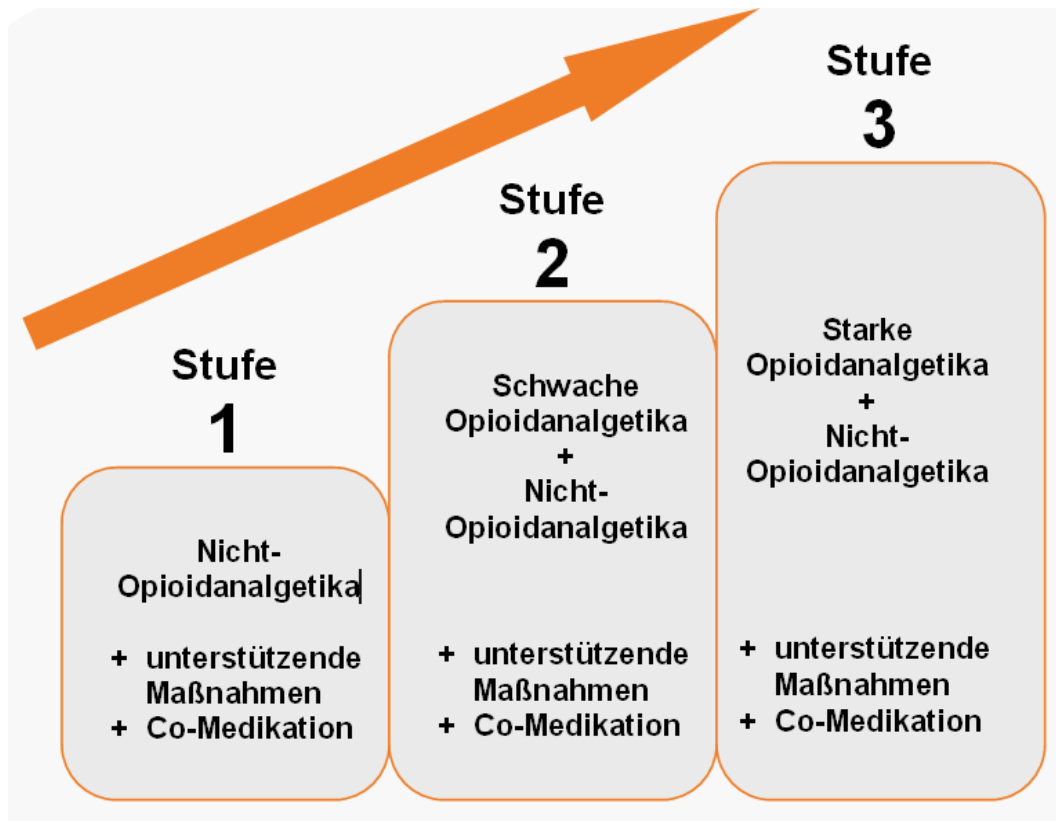 Stufe
1
Nicht-
Opioidanalgetika
+ unterstützende
Maßnahmen
+ Co-Medikation
Stufe
2
Schwache
Opioidanalgetika
+
Nicht-
Opioidanalgetika
+ unterstützende
Maßnahmen
+ Co-Medikation
Stufe
3
Starke
Opioidanalgetika
+
Nicht-
Opioidanalgetika
+ unterstützende
Maßnahmen
+ Co-Medikation